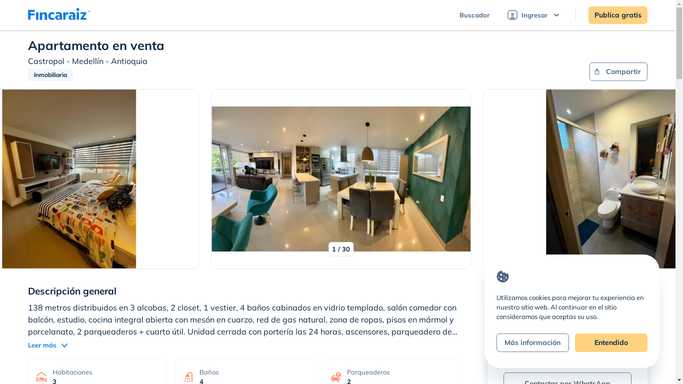 Fincaraiz
Buscador
Ingresar
Publica gratis
Apartamento en venta
Castropol - Medellín - Antioquia
Inmobiliaria
Compartir
1 / 30
Descripción general
138 metros distribuidos en 3 alcobas, 2 closet, 1 vestier, 4 baños cabinados en vidrio templado, salón comedor con
balcón, estudio, cocina integral abierta con mesón en cuarzo, red de gas natural, zona de ropas, pisos en mármol y
porcelanato, 2 parqueaderos + cuarto útil. Unidad cerrada con portería las 24 horas, ascensores, parqueadero de...
Leer más
Habitaciones
3
Baños
4
Parqueaderos
2
Utilizamos cookies para mejorar tu experiencia en
nuestro sitio web. Al continuar en el sitio
consideramos que aceptas su uso.
Más información
Entendido
Contactar por WhatsApp